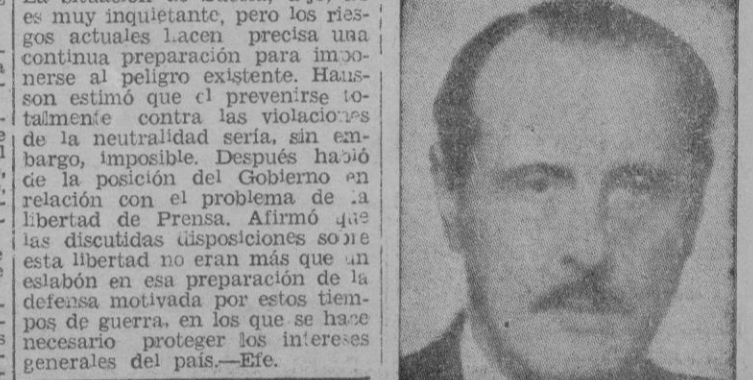 es muy inquietante, pero los ries-
gos actuales hacen precisa una
continua preparación para impo-
nerse al peligro existente. Haus-
son estimó que el prevenirse to-
talmente contra las violaciones
de la neutralidad sería, sin em-
bargo, imposible. Después habló
de la posición del Gobierno en
relación con el problema de la
libertad de Prensa. Afirmó que
las discutidas disposiciones sobre
esta libertad no eran más que un
eslabón en esa preparación de la
defensa motivada por estos tiem-
pos de guerra, en los que se hace
necesario proteger los intereses
generales del país.—Efe.